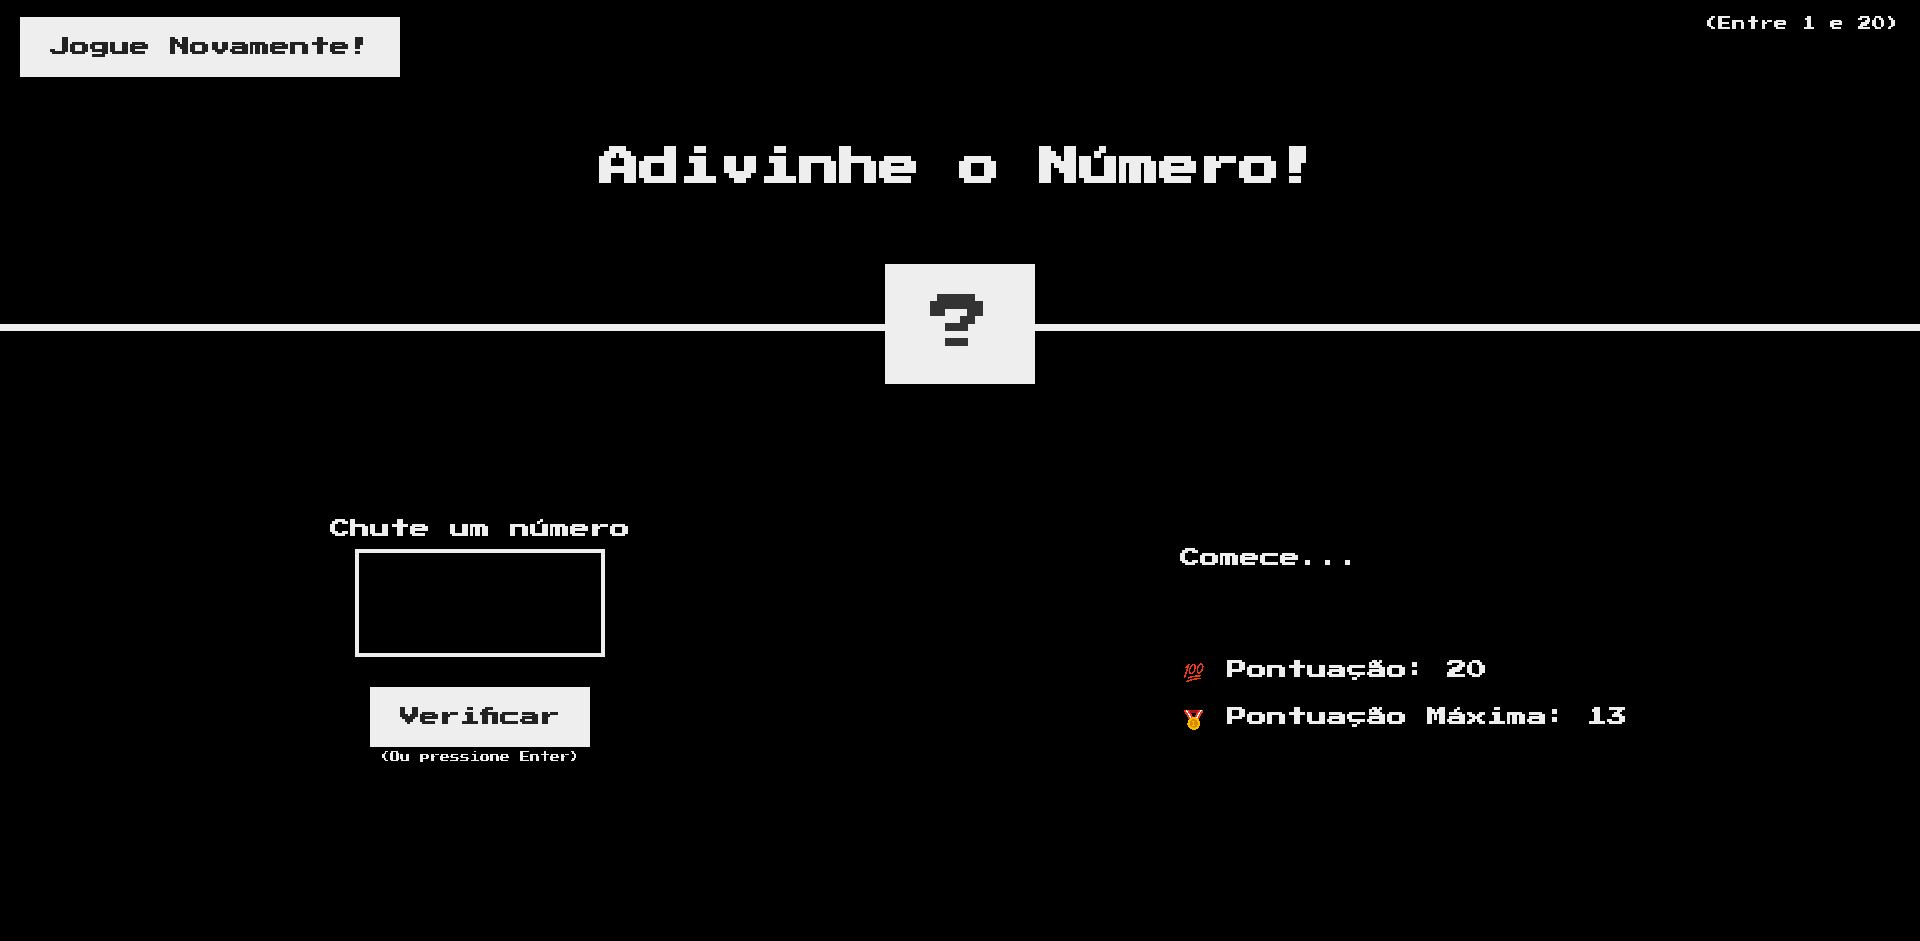 Jogue Novamente!
(Entre 1 e 20)
Adivinhe o Número!
?
Chute um número
Verificar
(Ou pressione Enter)
Comece...
💯 Pontuação: 20
🏅 Pontuação Máxima: 13